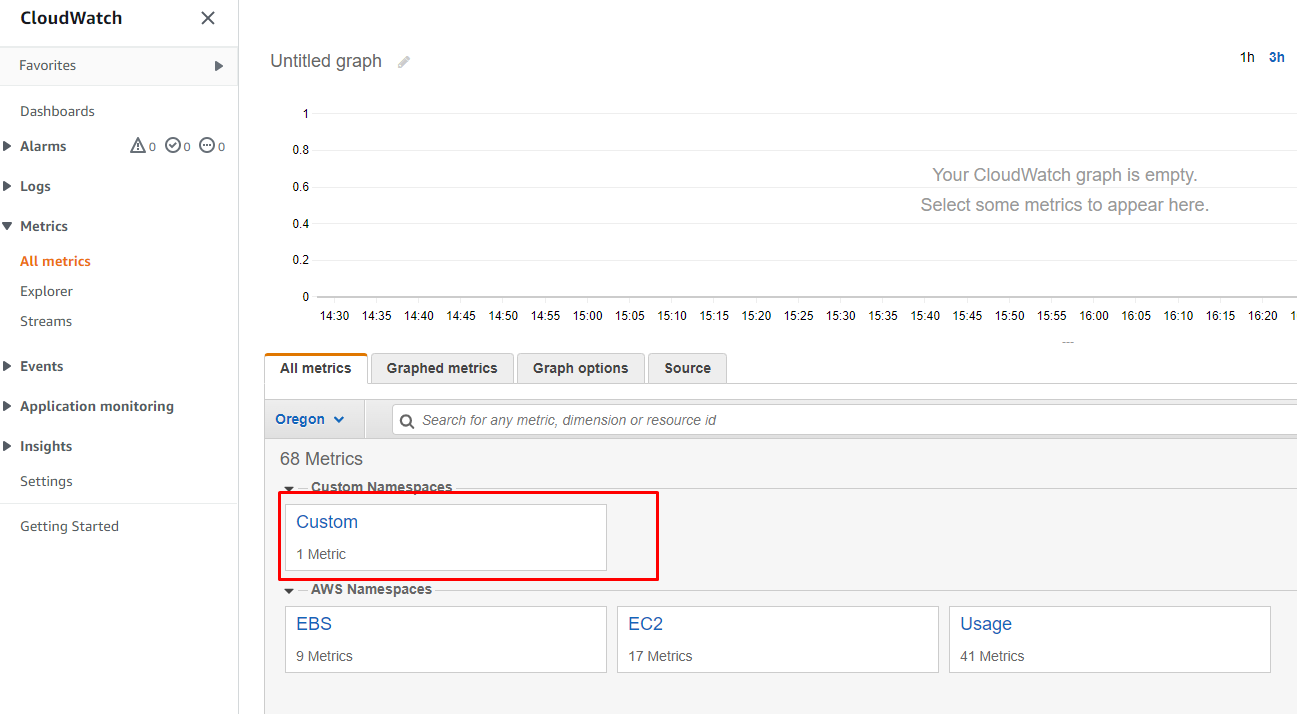 CloudWatch
Favorites
Dashboards
Alarms 0 0 0
Logs
Metrics
All metrics
Explorer
Streams
Events
Application monitoring
Insights
Settings
Getting Started
Untitled graph
1h 3h
1
0.8
0.6
0.4
0.2
0
Your CloudWatch graph is empty.
Select some metrics to appear here.
14:30 14:35 14:40 14:45 14:50 14:55 15:00 15:05 15:10 15:15 15:20 15:25 15:30 15:35 15:40 15:45 15:50 15:55 16:00 16:05 16:10 16:15 16:20
---
All metrics Graphed metrics Graph options Source
Oregon Search for any metric, dimension or resource id
68 Metrics
Custom Namespaces
Custom
1 Metric
AWS Namespaces
EBS EC2 Usage
9 Metrics 17 Metrics 41 Metrics